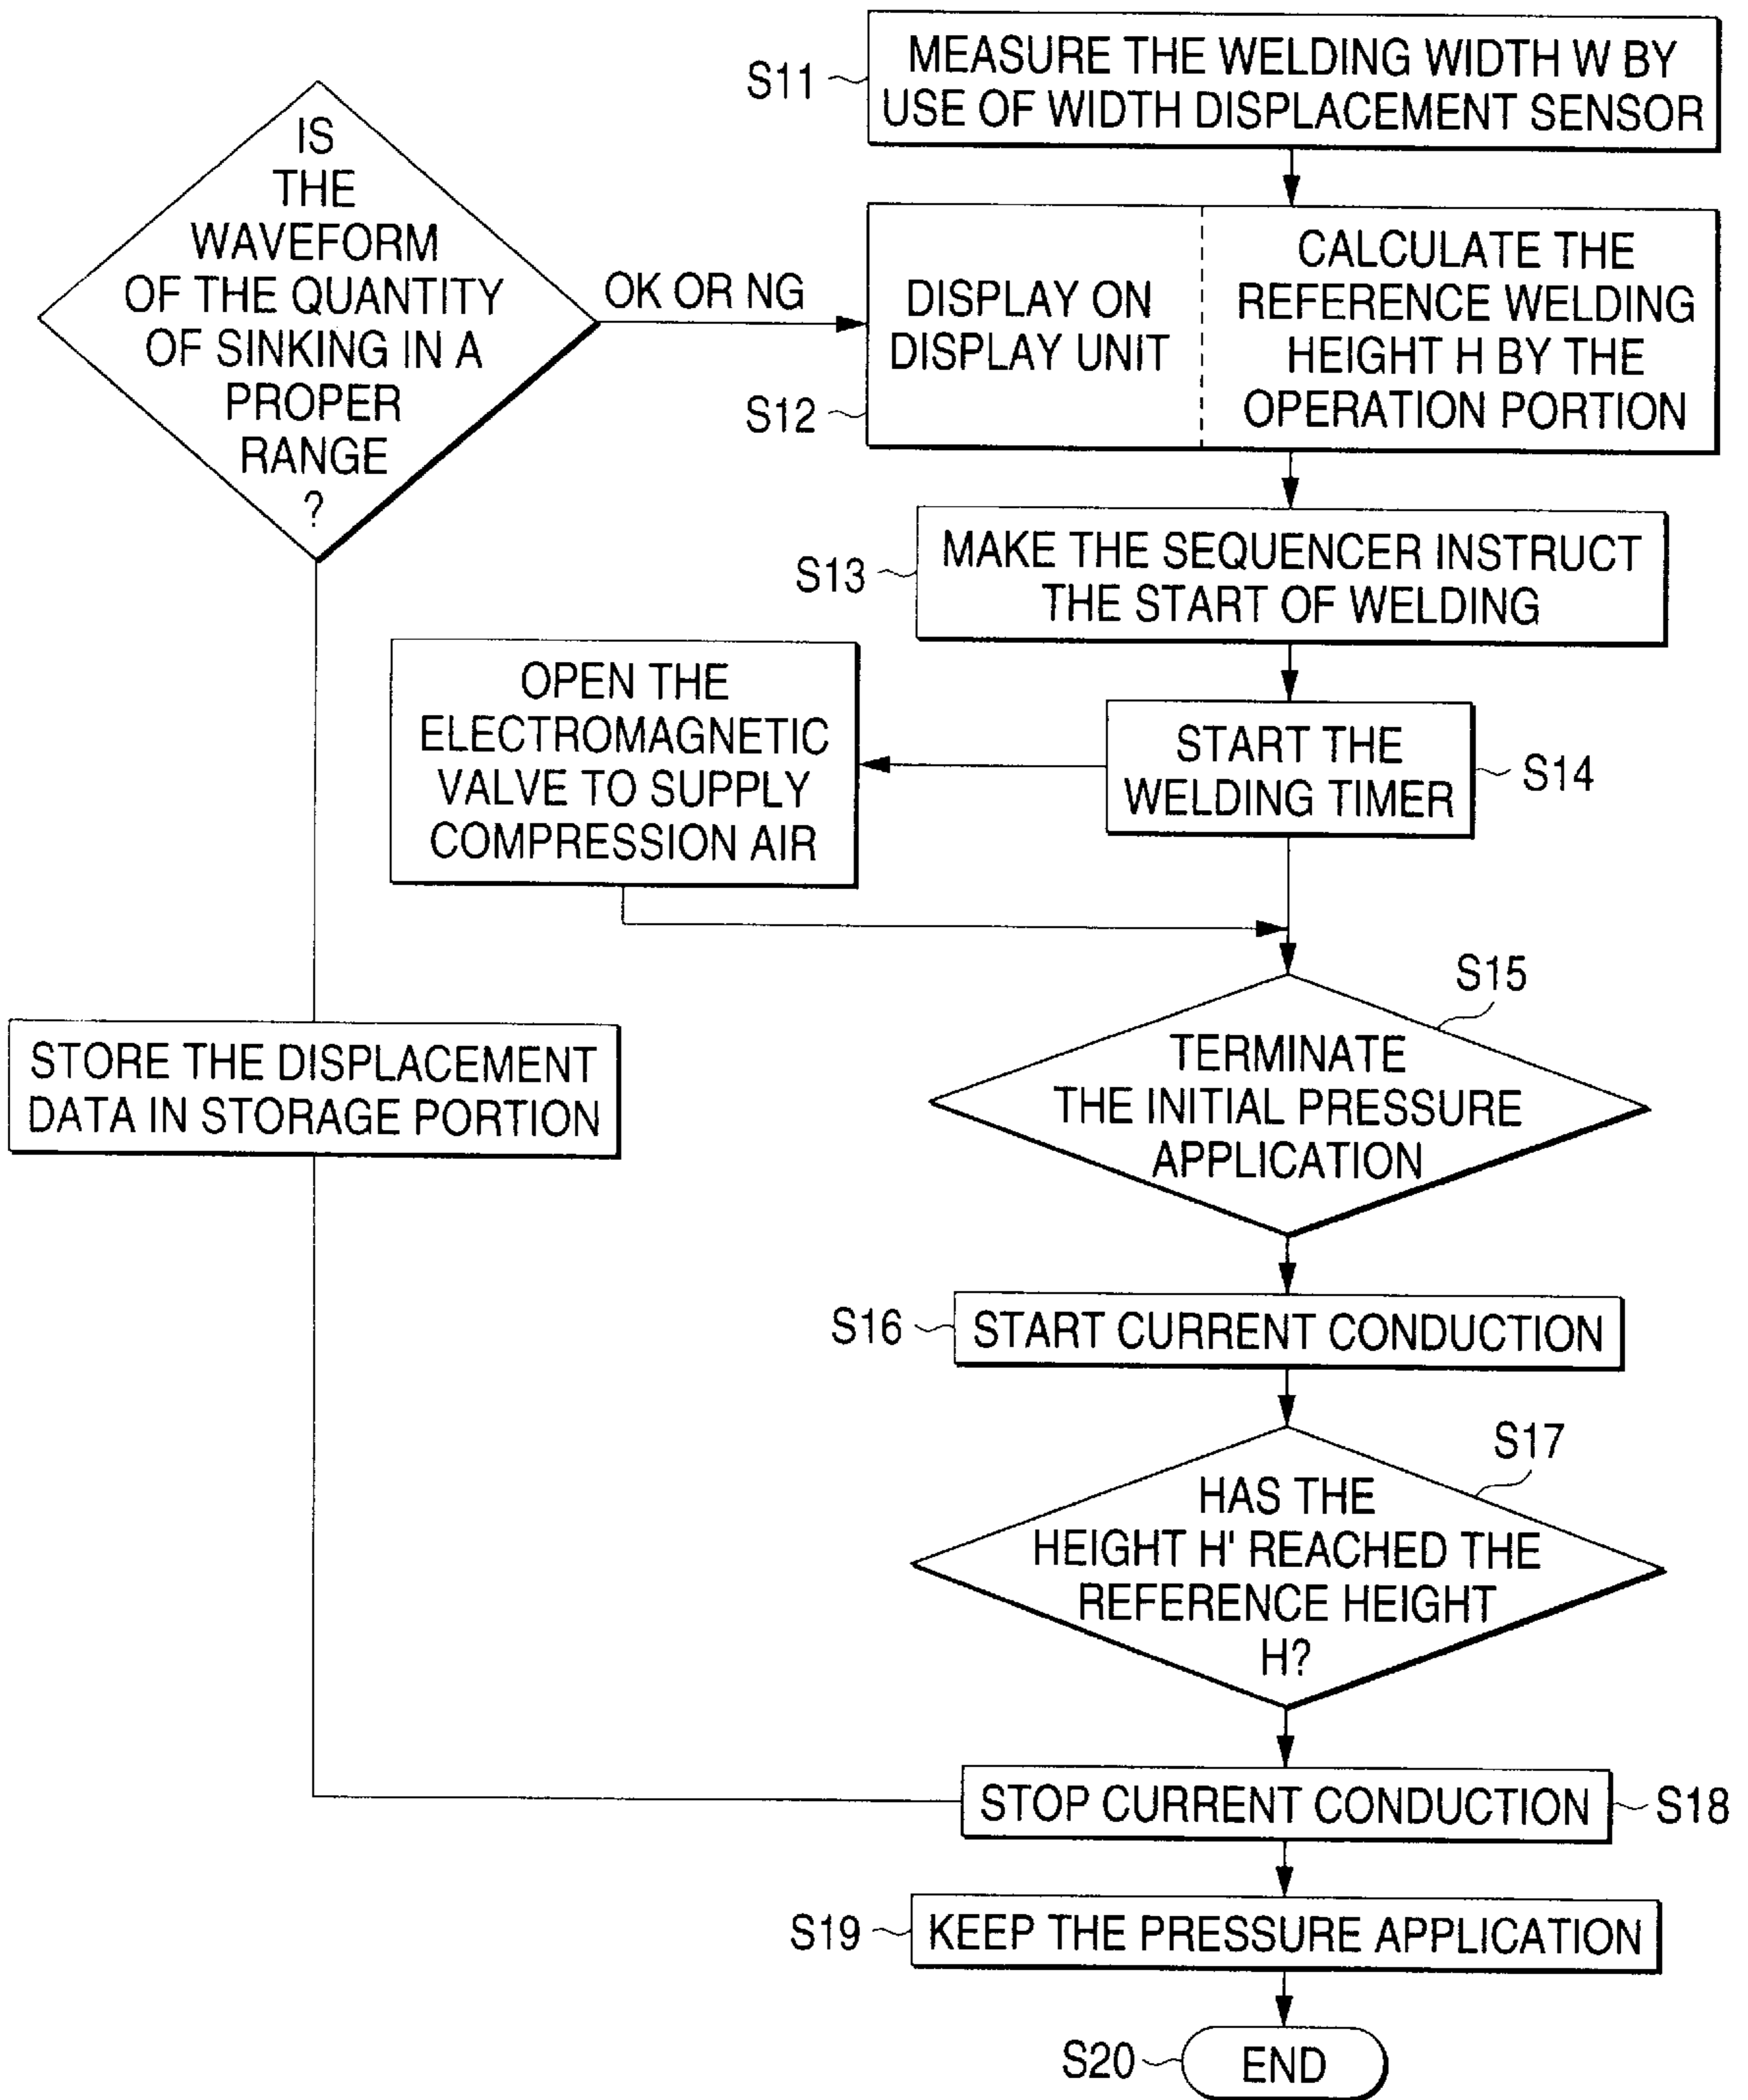 S11
MEASURE THE WELDING WIDTH W BY
USE OF WIDTH DISPLACEMENT SENSOR
IS
THE
WAVEFORM
OF THE QUANTITY
OF SINKING IN A
PROPER
RANGE
?
OK OR NG
DISPLAY ON
DISPLAY UNIT
S12
CALCULATE THE
REFERENCE WELDING
HEIGHT H BY THE
OPERATION PORTION
S13
MAKE THE SEQUENCER INSTRUCT
THE START OF WELDING
OPEN THE
ELECTROMAGNETIC
VALVE TO SUPPLY
COMPRESSION AIR
START THE
WELDING TIMER
S14
S15
TERMINATE
THE INITIAL PRESSURE
APPLICATION
STORE THE DISPLACEMENT
DATA IN STORAGE PORTION
S16
START CURRENT CONDUCTION
S17
HAS THE
HEIGHT H' REACHED THE
REFERENCE HEIGHT
H?
STOP CURRENT CONDUCTION
S18
S19
KEEP THE PRESSURE APPLICATION
S20
END